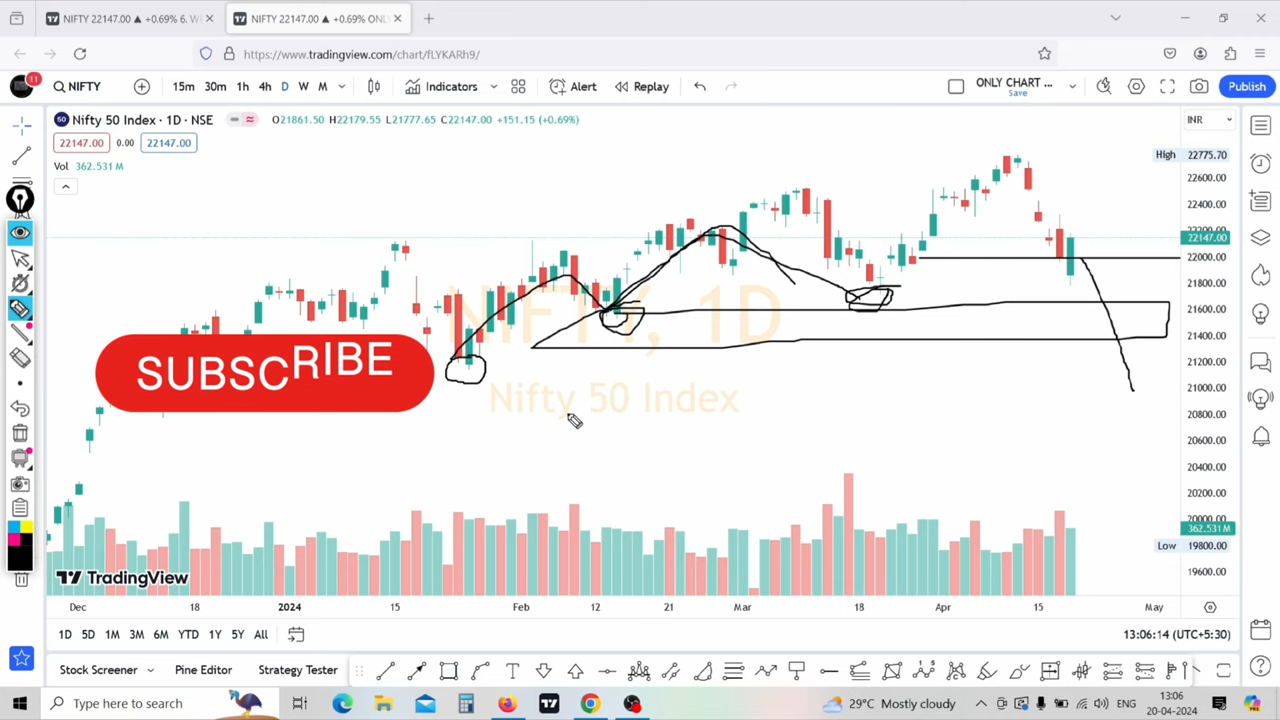 NIFTY 22147.00 ▲ +0.69% 6. W
NIFTY 22147.00 ▲ +0.69% ONL
https://www.tradingview.com/chart/fLYKARh9/
11
NIFTY
15m 30m 1h 4h D W M
Indicators
Alert
Replay
ONLY CHART ...
Save
Publish
50 Nifty 50 Index · 1D · NSE
O21861.50 H22179.55 L21777.65 C22147.00 +151.15 (+0.69%)
INR
22147.00 0.00 22147.00
Vol 362.531 M
High 22775.70
22600.00
22400.00
22200.00
22147.00
22000.00
21800.00
21600.00
21400.00
21200.00
21000.00
20800.00
20600.00
20400.00
20200.00
20000.00
362.531 M
Low 19800.00
19600.00
NIFTY, 1D
Nifty 50 Index
SUBSCRIBE
TradingView
Dec 18 2024 15 Feb 12 21 Mar 18 Apr 15 May
1D 5D 1M 3M 6M YTD 1Y 5Y All
13:06:14 (UTC+5:30)
Stock Screener
Pine Editor
Strategy Tester
Type here to search
29°C Mostly cloudy
13:06
20-04-2024